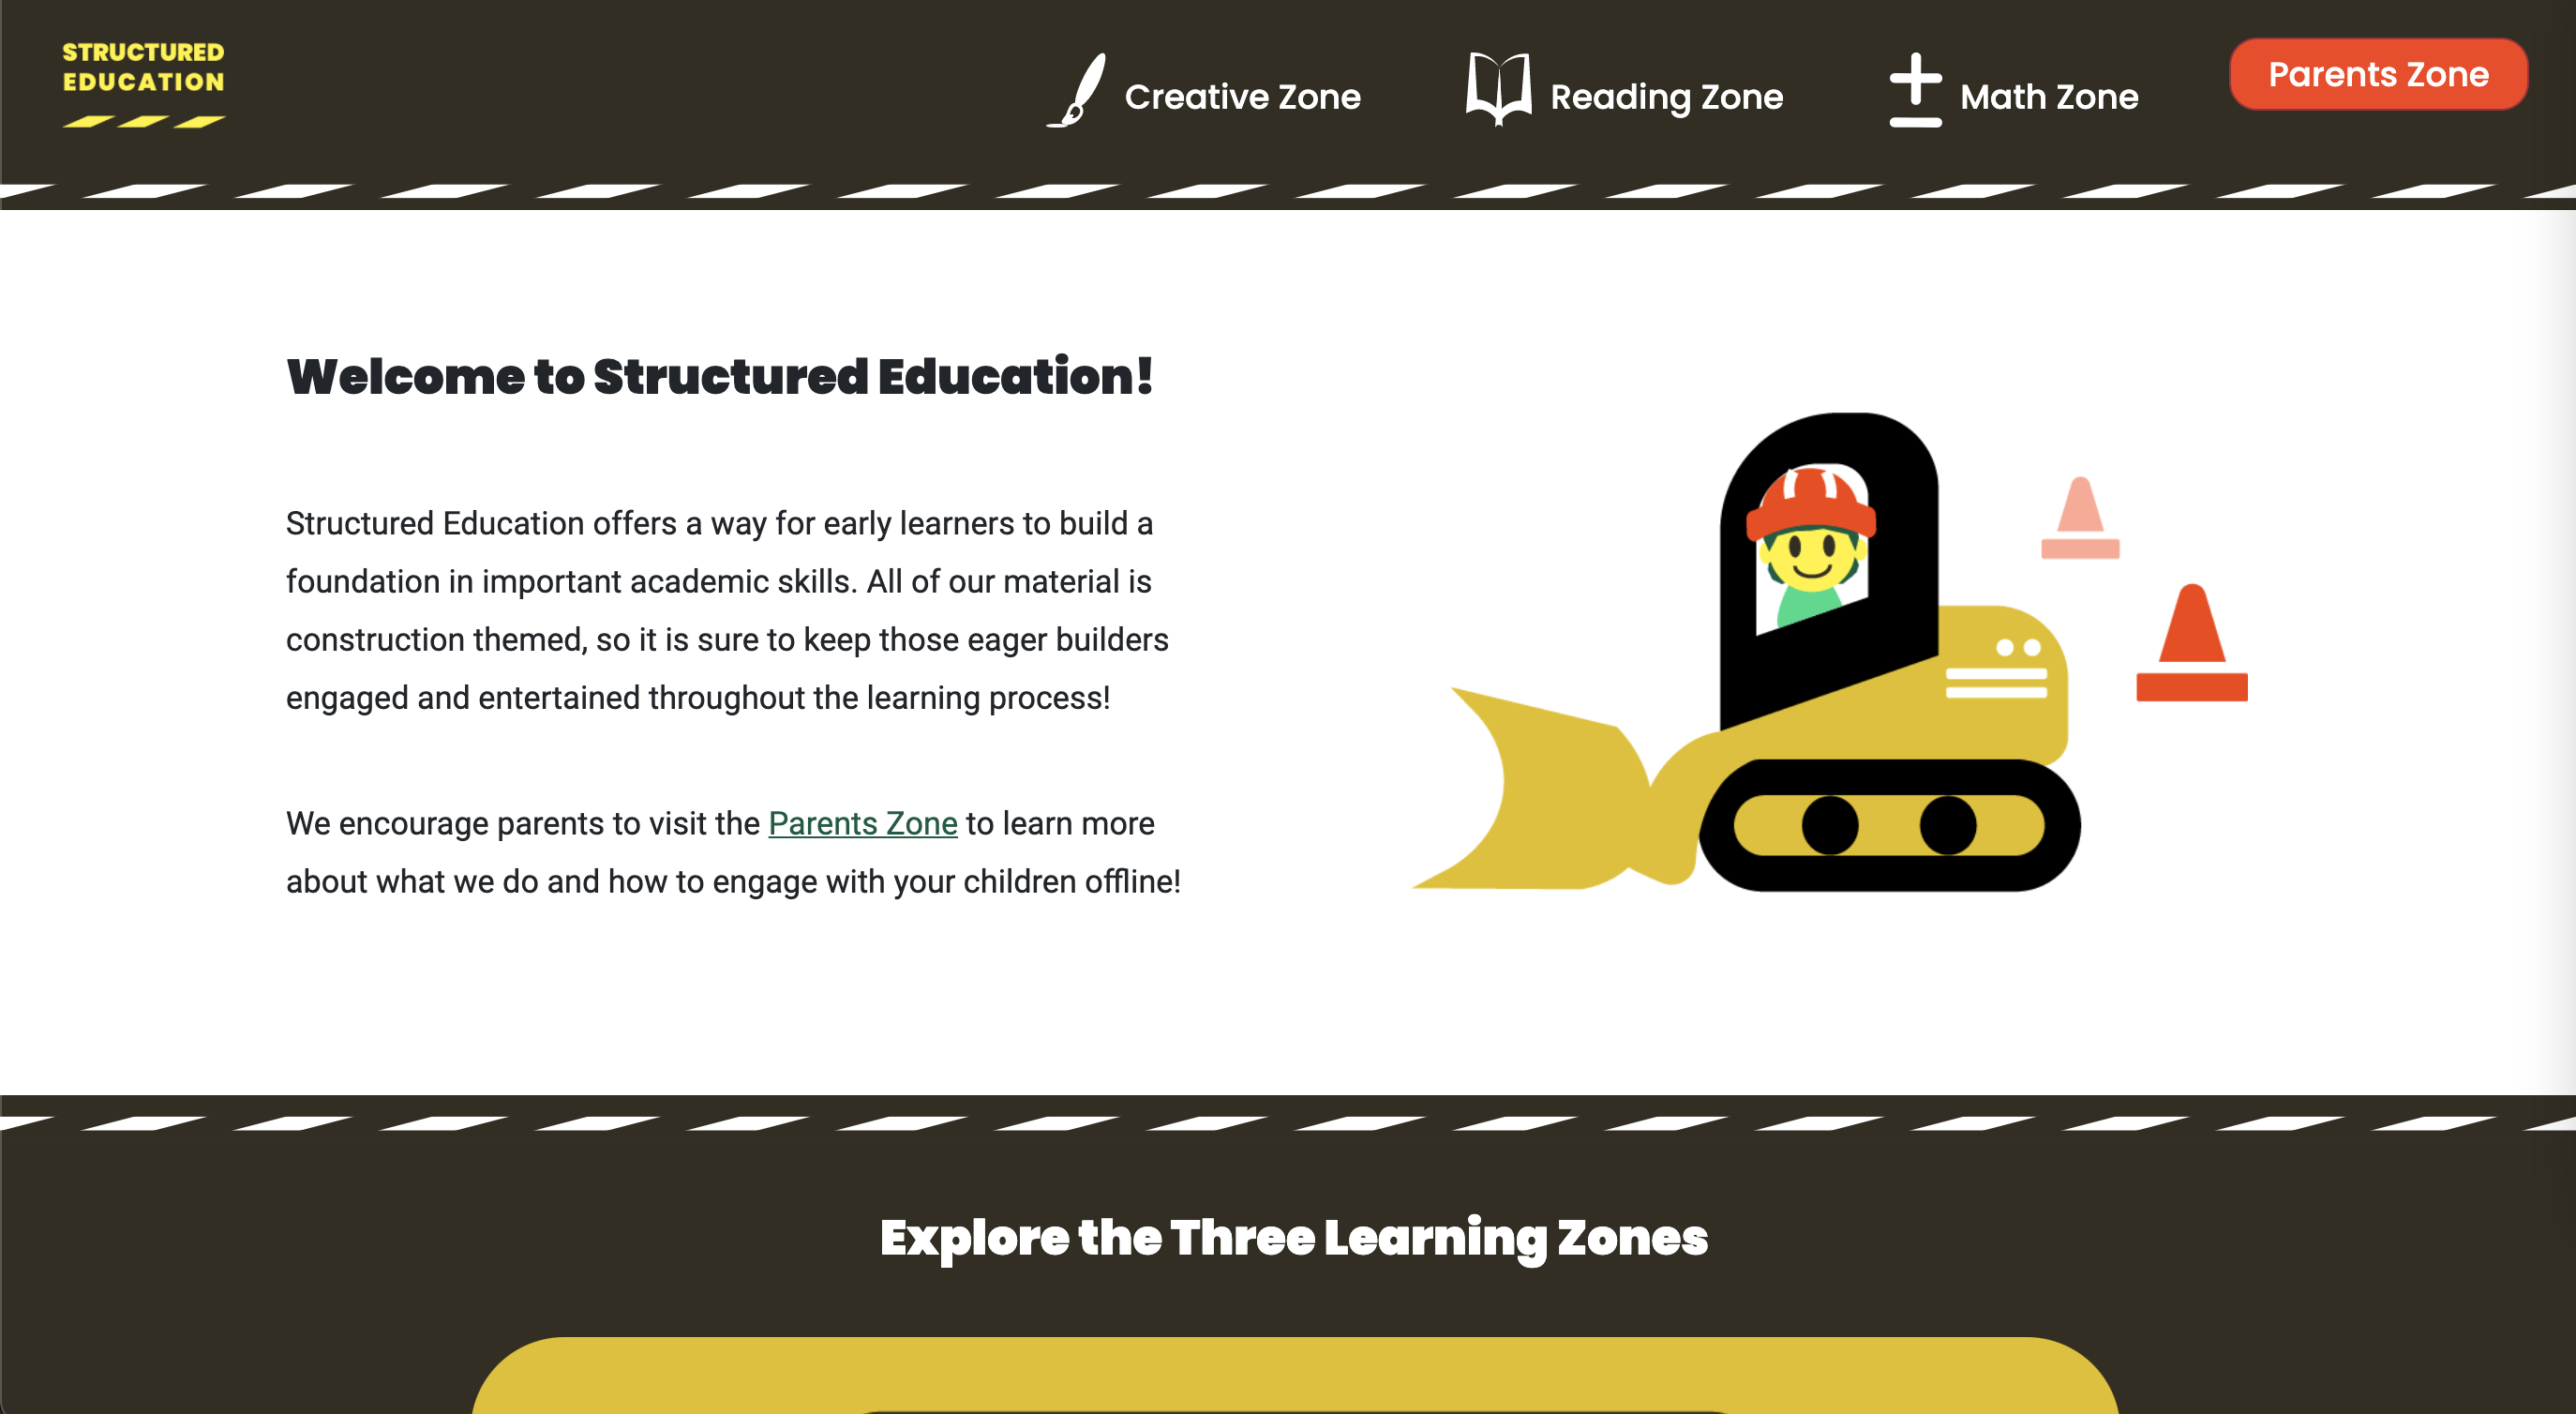 STRUCTURED
EDUCATION
Creative Zone
Reading Zone
Math Zone
Parents Zone
Welcome to Structured Education!
Structured Education offers a way for early learners to build a
foundation in important academic skills. All of our material is
construction themed, so it is sure to keep those eager builders
engaged and entertained throughout the learning process!
We encourage parents to visit the Parents Zone to learn more
about what we do and how to engage with your children offline!
Explore the Three Learning Zones